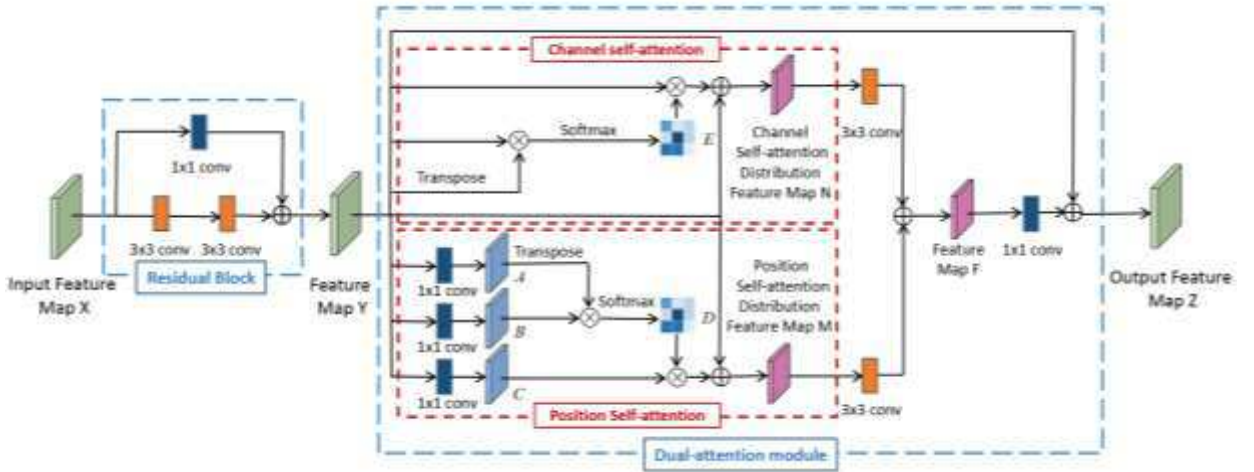 Channel self-attention
1x1 conv
Softmax
E
Transpose
Channel
Self-attention
Distribution
Feature Map N
3x3 conv
3x3 conv
3x3 conv
Residual Block
Input Feature
Map X
Feature
Map Y
Transpose
A
1x1 conv
Softmax
B
1x1 conv
D
C
1x1 conv
Position
Self-attention
Distribution
Feature Map M
3x3 conv
Position Self-attention
Feature
Map F
1x1 conv
Output Feature
Map Z
Dual-attention module